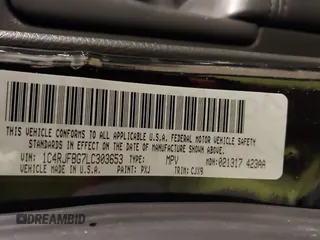 THIS VEHICLE CONFORMS TO ALL APPLICABLE U.S.A. FEDERAL MOTOR VEHICLE SAFETY
STANDARDS IN EFFECT ON THE DATE OF MANUFACTURE SHOWN ABOVE.
VIN: 1C4RJFBG7LC303653 TYPE: MPV MDH: 021317 423AA
VEHICLE MADE IN U.S.A. PAINT: PXJ TRIM: CJX9
DREAMBID